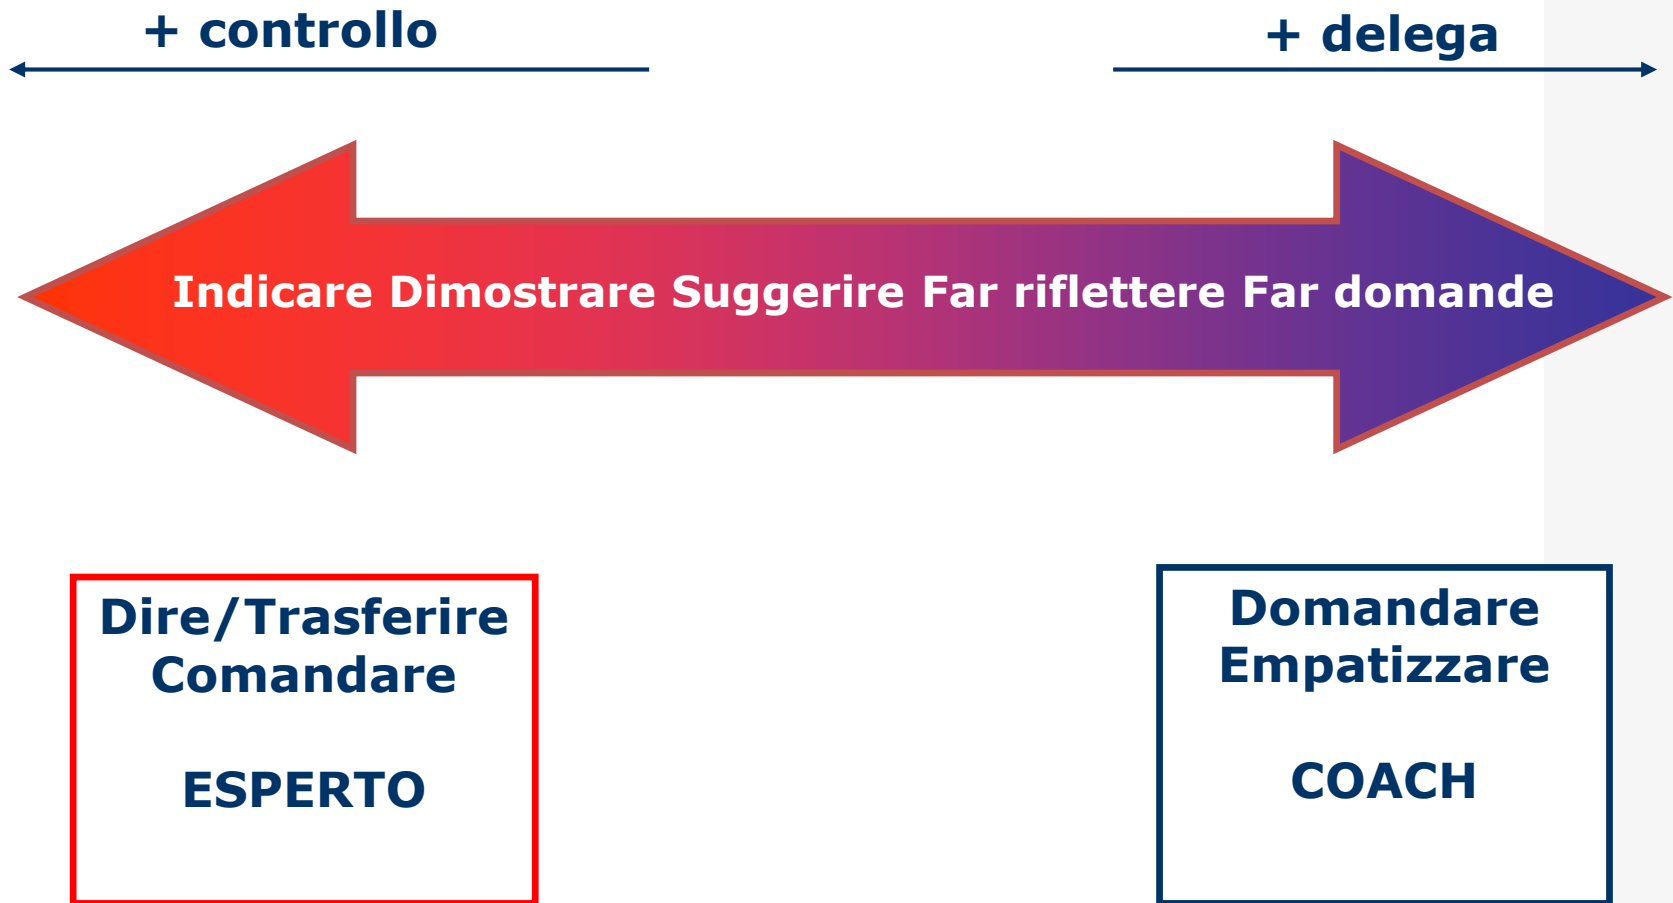 + controllo
+ delega
Indicare Dimostrare Suggerire Far riflettere Far domande
Dire/Trasferire
Comandare
ESPERTO
Domandare
Empatizzare
COACH